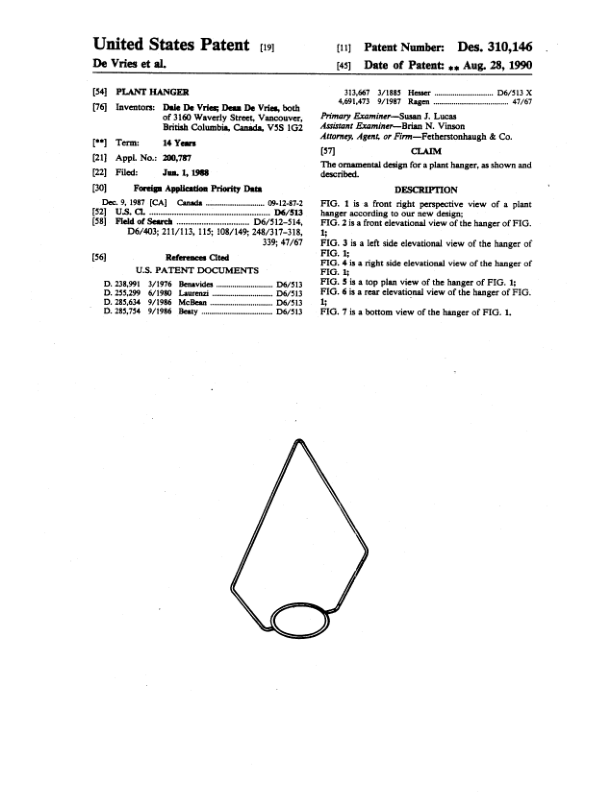 United States Patent [19]
De Vries et al.
[11] Patent Number: Des. 310,146
[45] Date of Patent: ** Aug. 28, 1990
[54] PLANT HANGER
[76] Inventors: Dale De Vries; Dean De Vries, both
of 3160 Waverly Street, Vancouver,
British Columbia, Canada, V5S 1G2
[**] Term: 14 Years
[21] Appl. No.: 200,787
[22] Filed: Jun. 1, 1988
[30] Foreign Application Priority Data
Dec. 9, 1987 [CA] Canada ........................ 09-12-87-2
[52] U.S. Cl. .................................................. D6/513
[58] Field of Search ........................... D6/512-514,
D6/403; 211/113, 115; 108/149; 248/317-318,
339; 47/67
[56] References Cited
U.S. PATENT DOCUMENTS
D. 238,991 3/1976 Benavides ............................ D6/513
D. 255,299 6/1980 Laurenzi .............................. D6/513
D. 285,634 9/1986 McBean ............................... D6/513
D. 285,754 9/1986 Beaty ................................... D6/513
313,667 3/1885 Hesser ............................ D6/513 X
4,691,473 9/1987 Ragen .................................... 47/67
Primary Examiner—Susan J. Lucas
Assistant Examiner—Brian N. Vinson
Attorney, Agent, or Firm—Fetherstonhaugh & Co.
[57] CLAIM
The ornamental design for a plant hanger, as shown and
described.
DESCRIPTION
FIG. 1 is a front right perspective view of a plant
hanger according to our new design;
FIG. 2 is a front elevational view of the hanger of FIG.
1;
FIG. 3 is a left side elevational view of the hanger of
FIG. 1;
FIG. 4 is a right side elevational view of the hanger of
FIG. 1;
FIG. 5 is a top plan view of the hanger of FIG. 1;
FIG. 6 is a rear elevational view of the hanger of FIG.
1;
FIG. 7 is a bottom view of the hanger of FIG. 1.